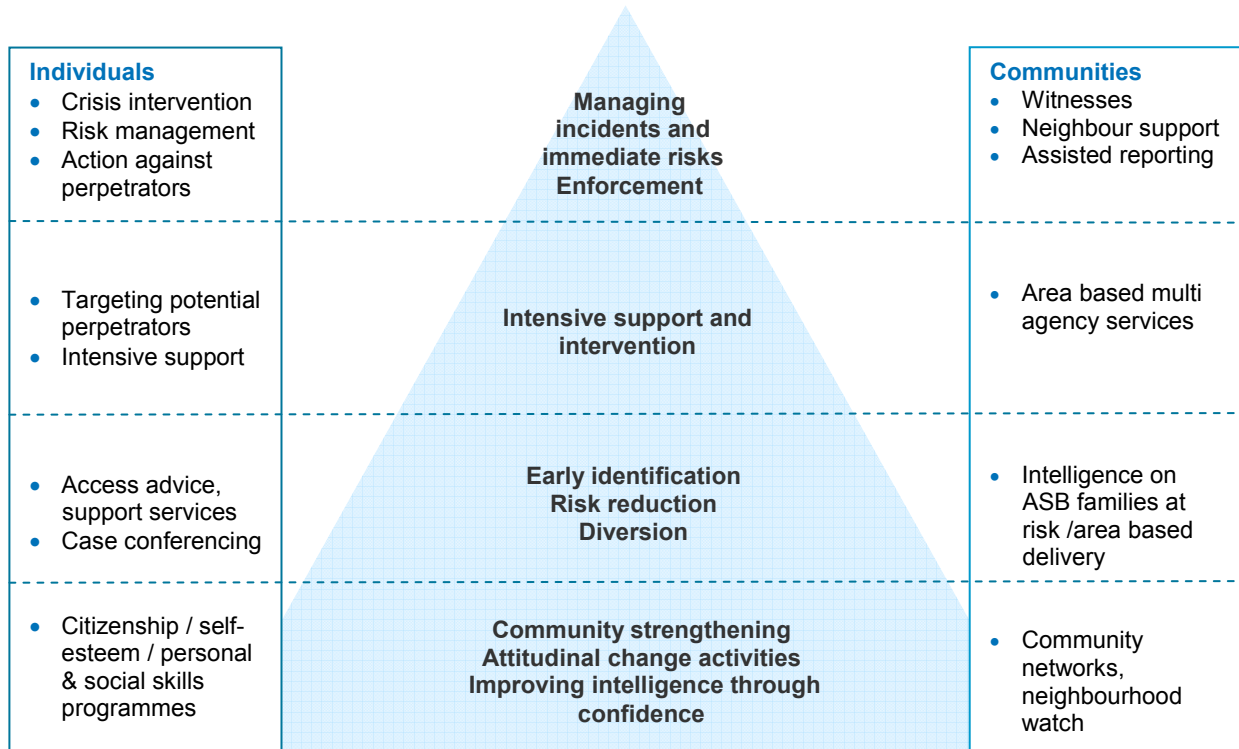 Individuals
• Crisis intervention
• Risk management
• Action against
perpetrators
Managing
incidents and
immediate risks
Enforcement
Communities
• Witnesses
• Neighbour support
• Assisted reporting
• Targeting potential
perpetrators
• Intensive support
Intensive support and
intervention
• Area based multi
agency services
• Access advice,
support services
• Case conferencing
Early identification
Risk reduction
Diversion
• Intelligence on
ASB families at
risk /area based
delivery
• Citizenship / self-
esteem / personal
& social skills
programmes
Community strengthening
Attitudinal change activities
Improving intelligence through
confidence
• Community
networks,
neighbourhood
watch